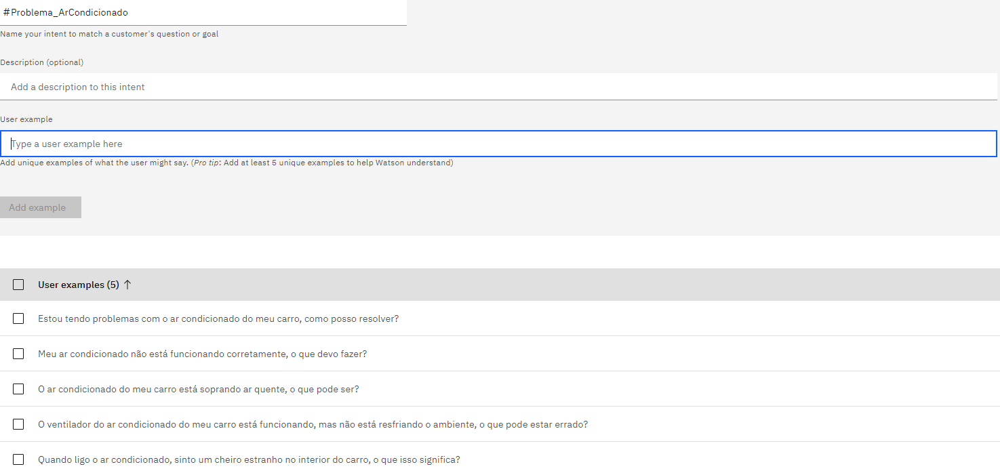 #Problema_ArCondicionado
Name your intent to match a customer's question or goal
Description (optional)
Add a description to this intent
User example
Type a user example here
Add unique examples of what the user might say. (Pro tip: Add at least 5 unique examples to help Watson understand)
Add example
User examples (5) ↑
Estou tendo problemas com o ar condicionado do meu carro, como posso resolver?
Meu ar condicionado não está funcionando corretamente, o que devo fazer?
O ar condicionado do meu carro está soprando ar quente, o que pode ser?
O ventilador do ar condicionado do meu carro está funcionando, mas não está resfriando o ambiente, o que pode estar errado?
Quando ligo o ar condicionado, sinto um cheiro estranho no interior do carro, o que isso significa?